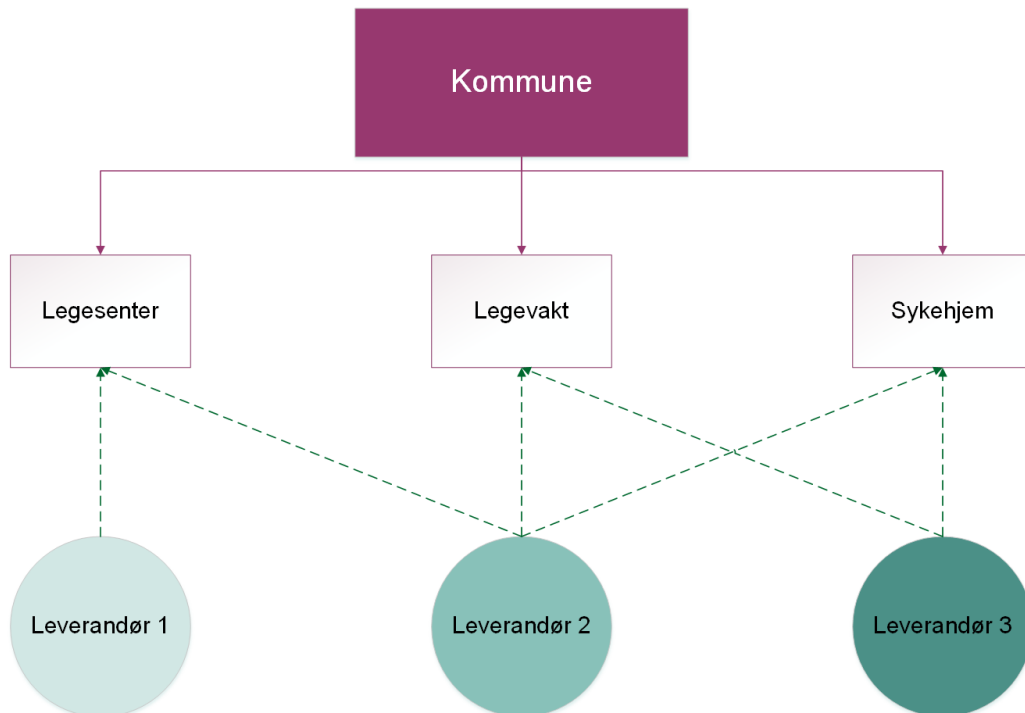 Kommune
Legesenter
Legevakt
Sykehjem
Leverandør 1
Leverandør 2
Leverandør 3